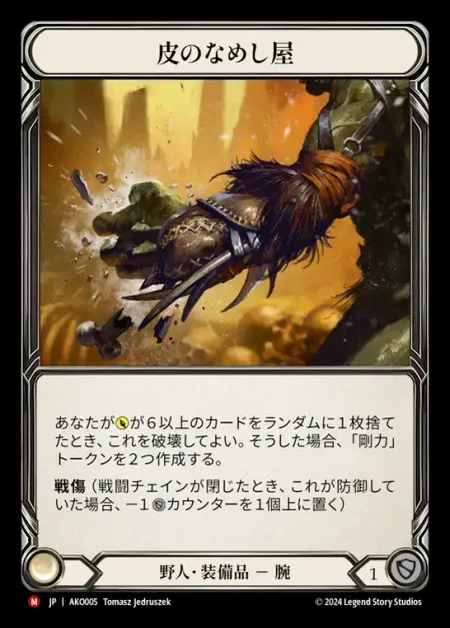 皮のなめし屋
あなたがが6以上のカードをランダムに1枚捨て
たとき、これを破壊してよい。そうした場合、「剛力」
トークンを2つ作成する。
戦傷（戦闘チェインが閉じたとき、これが防御してい
た場合、－1カウンターを1個上に置く）
野人・装備品 － 腕
1
M JP | AKO005 Tomasz Jedruszek
© 2024 Legend Story Studios